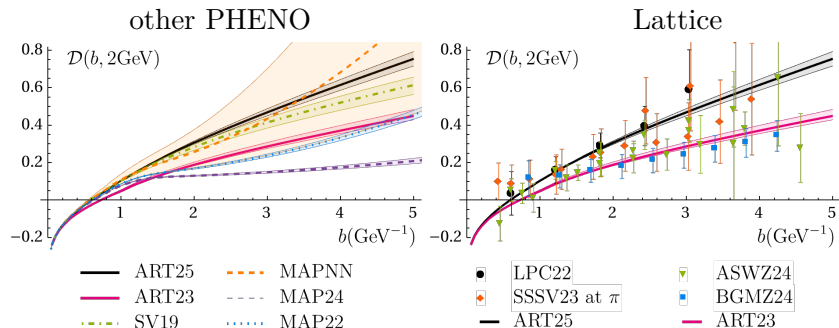 other PHENO
Lattice
0.8
0.6
0.4
0.2
−0.2
D(b, 2GeV)
1
2
3
4
5
b(GeV⁻¹)
0.8
0.6
0.4
0.2
−0.2
D(b, 2GeV)
1
2
3
4
5
b(GeV⁻¹)
ART25
MAPNN
ART23
MAP24
SV19
MAP22
LPC22
ASWZ24
SSSV23 at π
BGMZ24
ART25
ART23